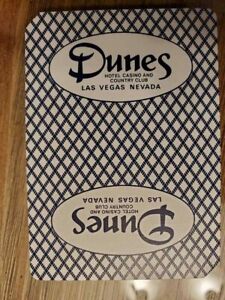 Dunes
HOTEL CASINO AND
COUNTRY CLUB
LAS VEGAS NEVADA
Dunes
HOTEL CASINO AND
COUNTRY CLUB
LAS VEGAS NEVADA